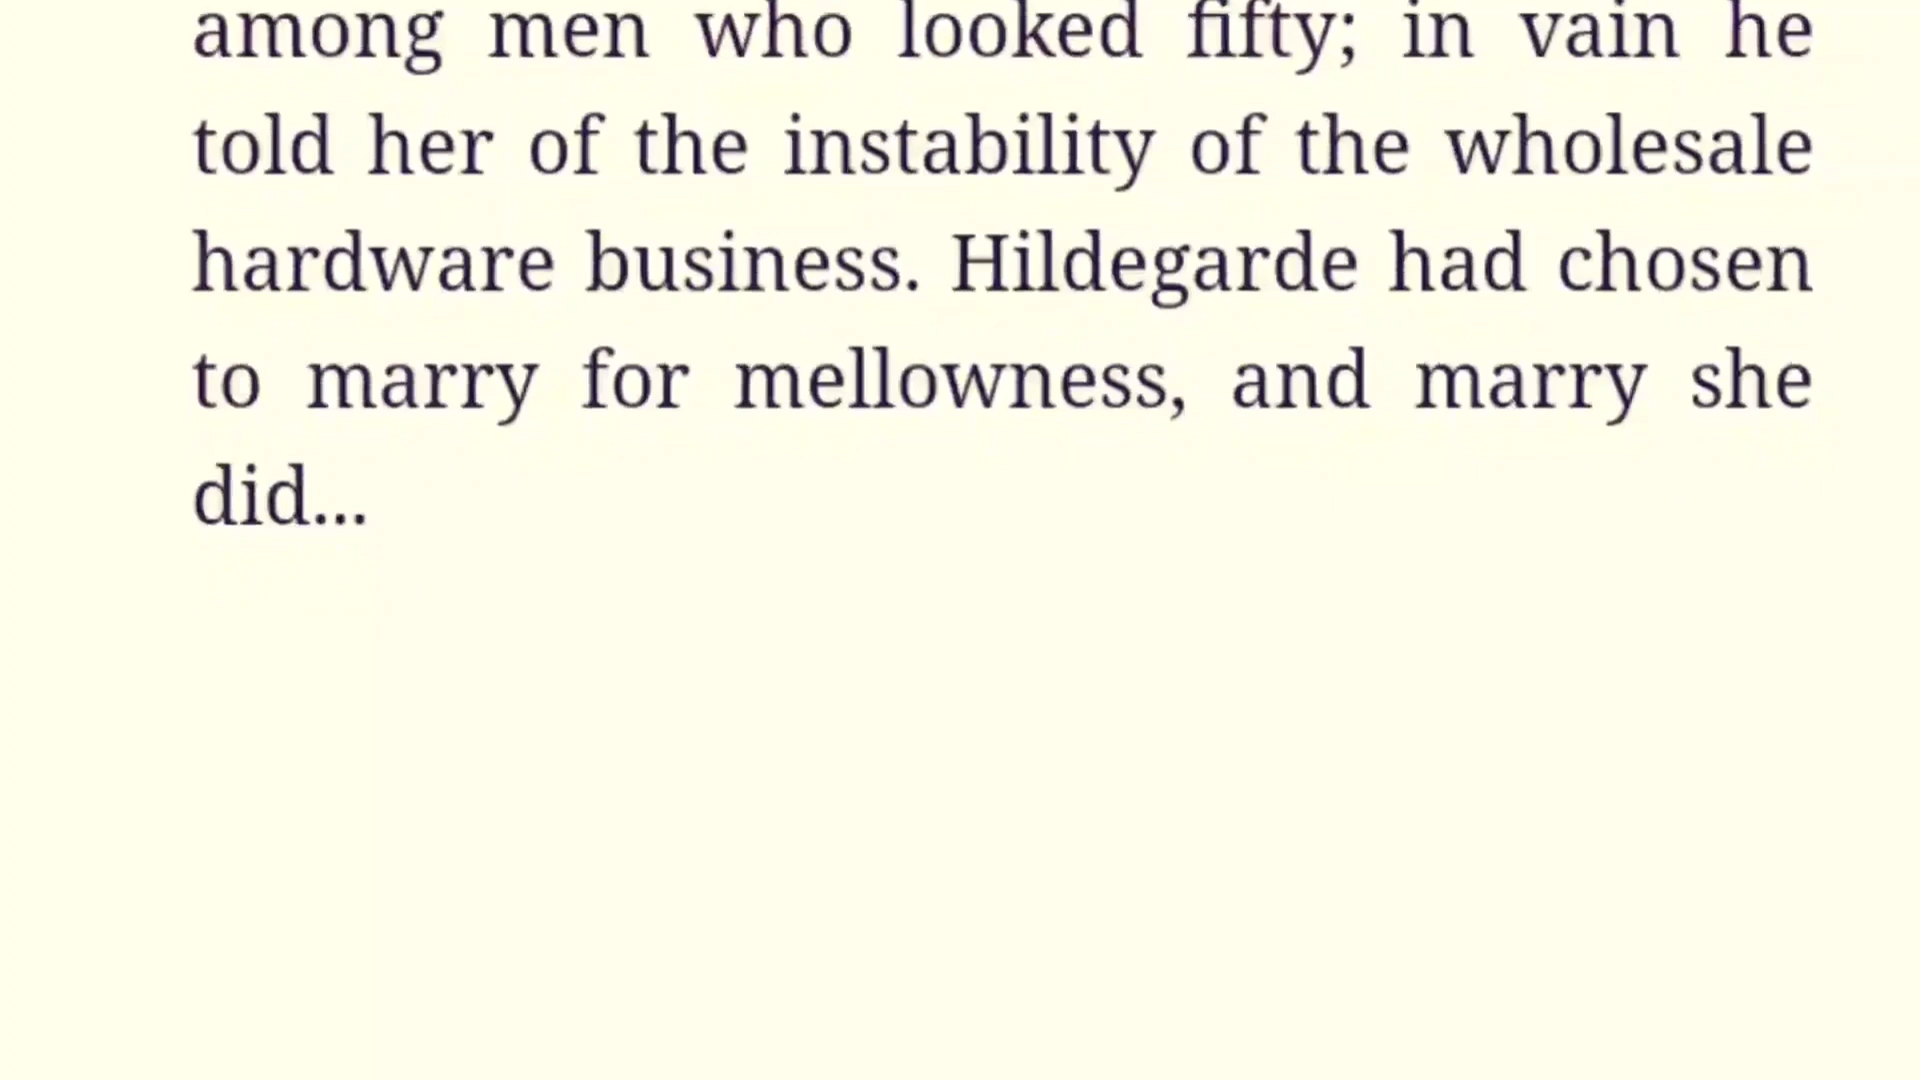 among men who looked fifty; in vain he
told her of the instability of the wholesale
hardware business. Hildegarde had chosen
to marry for mellowness, and marry she
did...